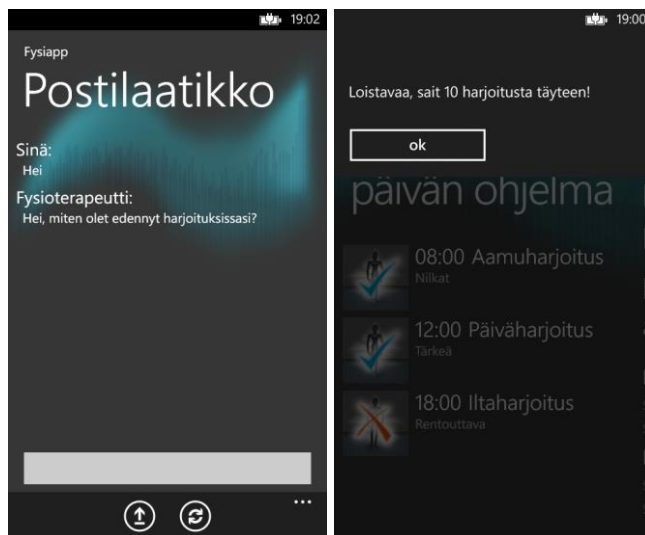 19:02
Fysiapp
Postilaatikko
Sinä:
Hei
Fysioterapeutti:
Hei, miten olet edennyt harjoituksissasi?
...
19:00
Loistavaa, sait 10 harjoitusta täyteen!
ok
päivän ohjelma
08:00 Aamuharjoitus
Nilkat
12:00 Päiväharjoitus
Tärkeä
18:00 Iltaharjoitus
Rentouttava